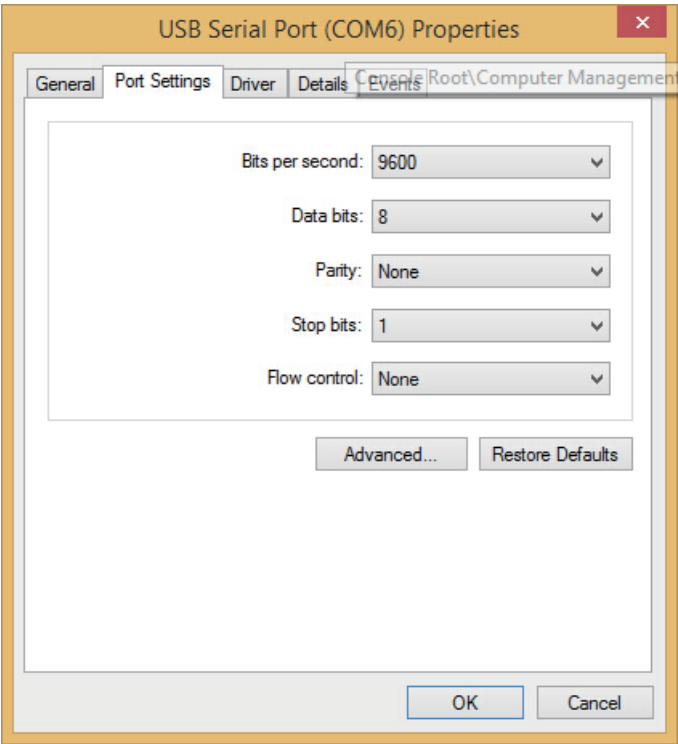 USB Serial Port (COM6) Properties
General Port Settings Driver Details Events
Console Root\Computer Management
Bits per second: 9600
Data bits: 8
Parity: None
Stop bits: 1
Flow control: None
Advanced... Restore Defaults
OK Cancel